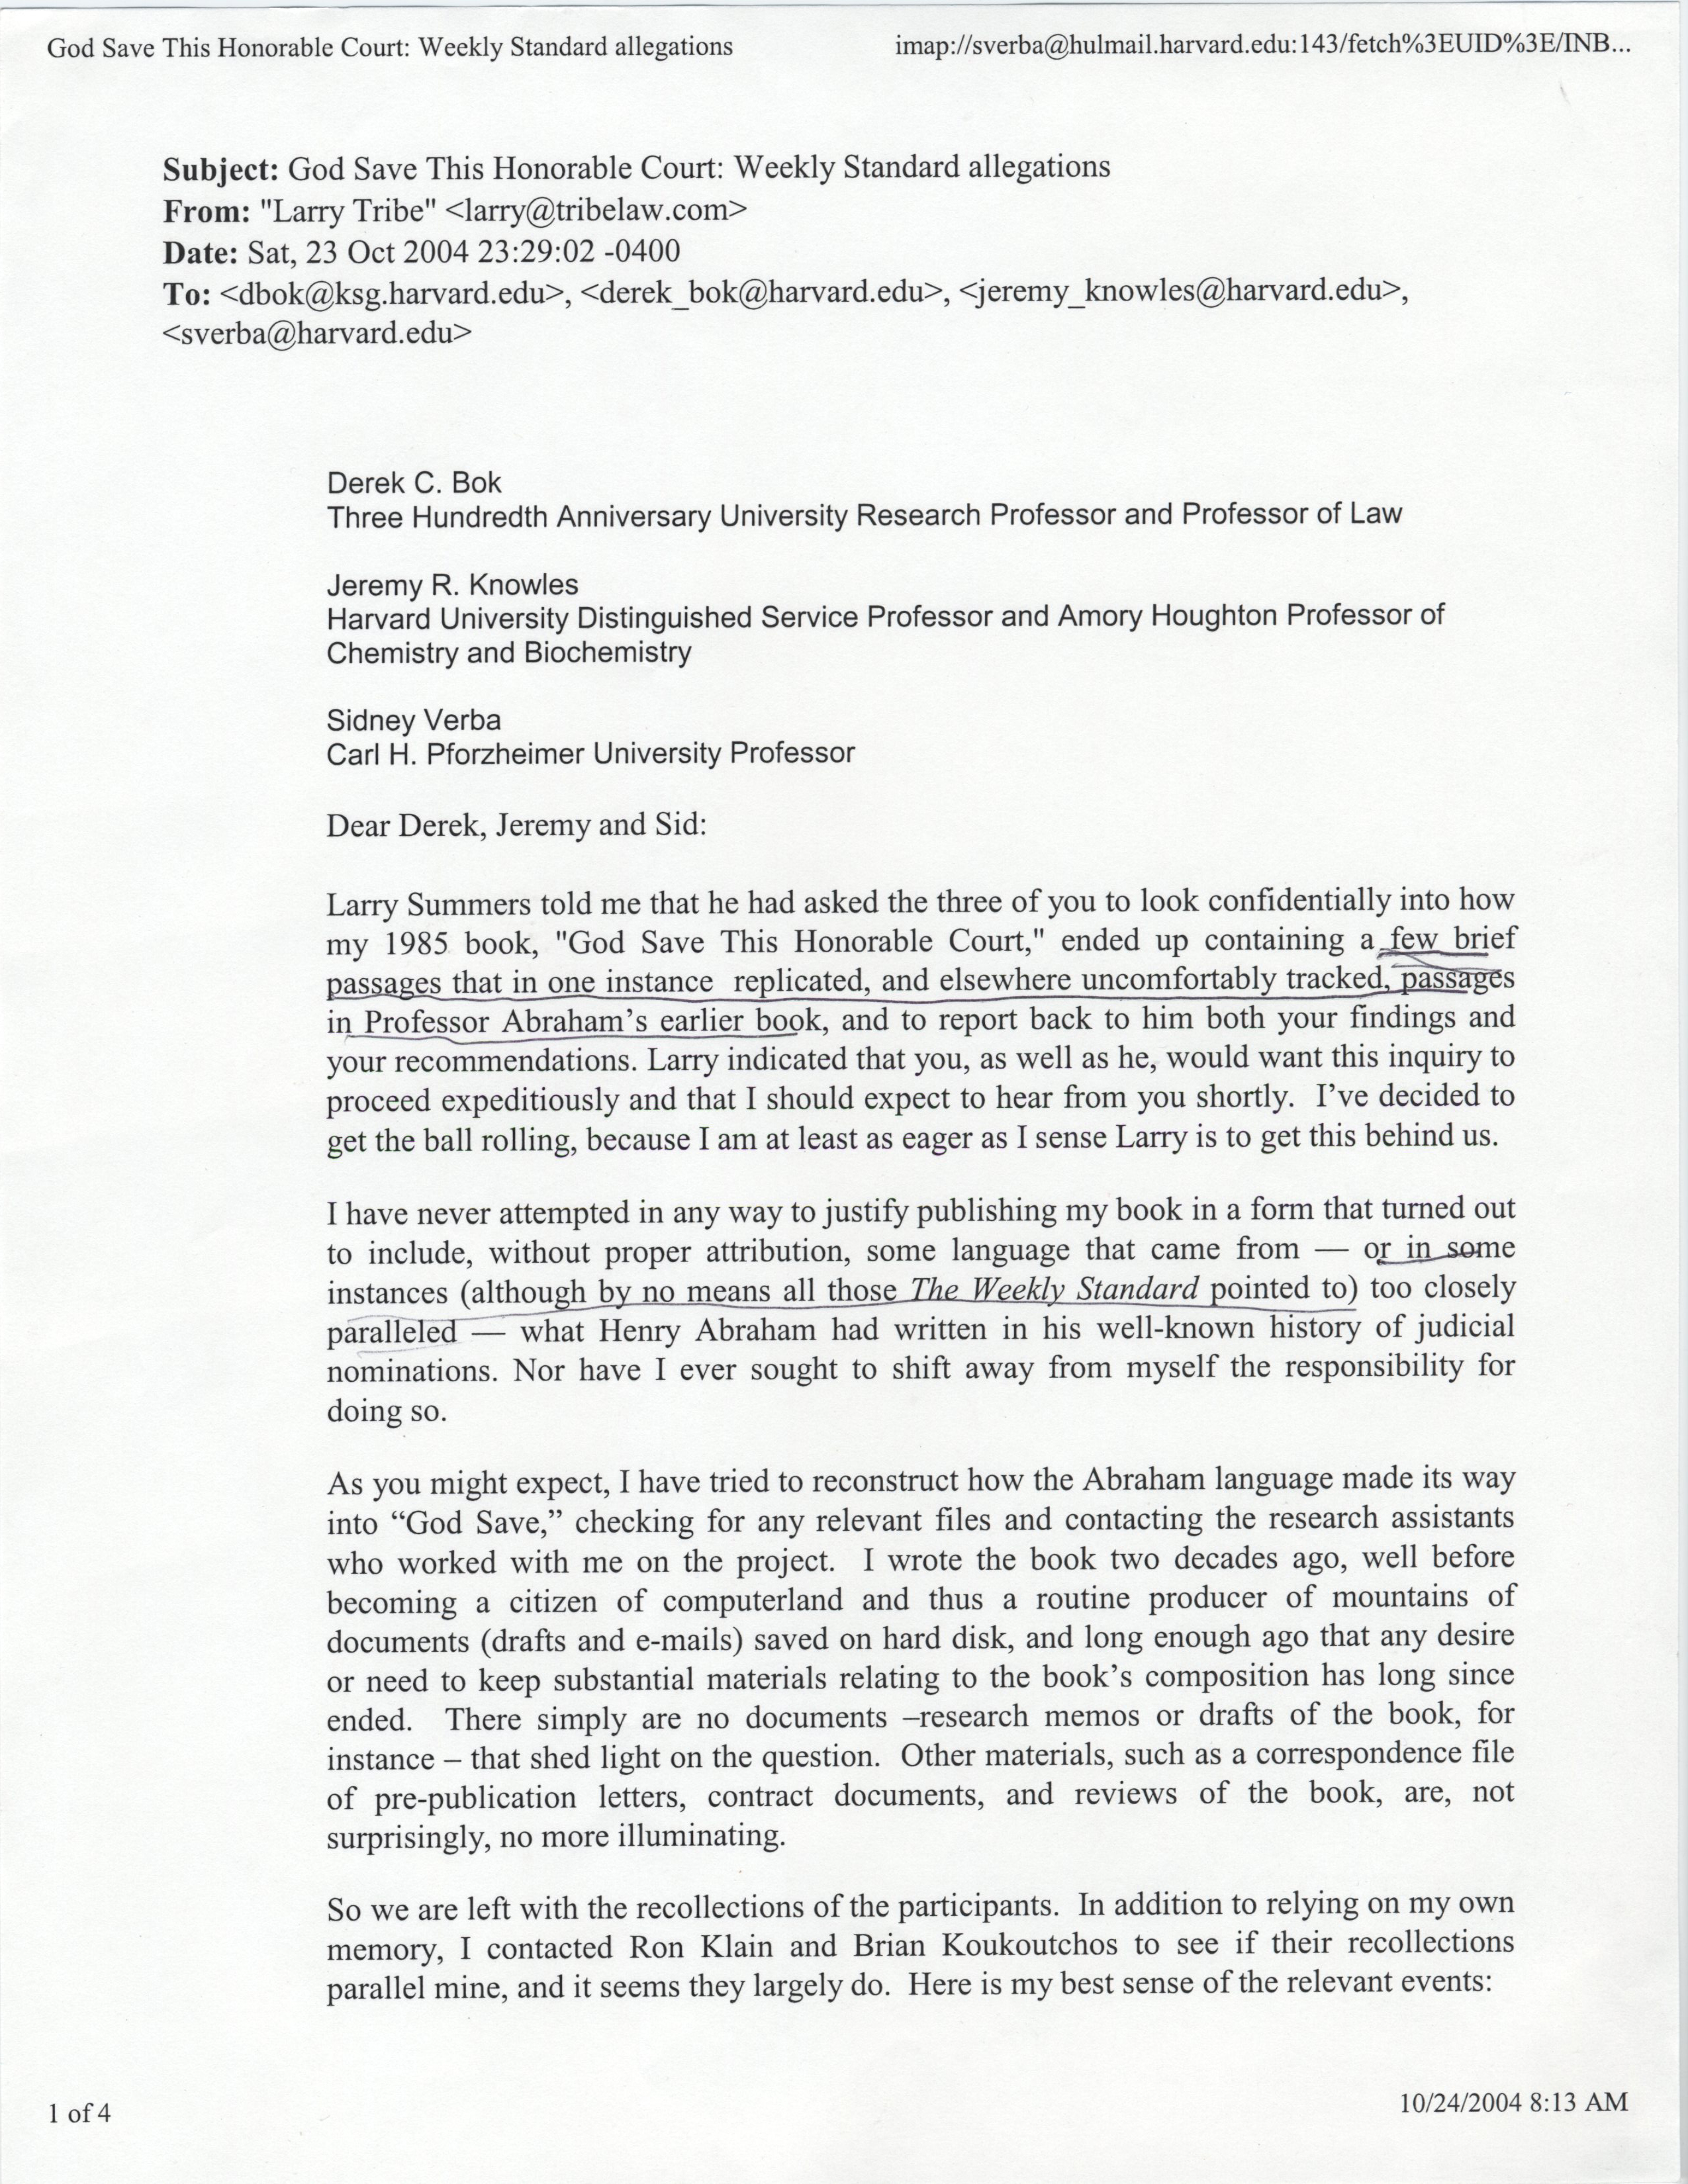 God Save This Honorable Court: Weekly Standard allegations
imap://sverba@hulmail.harvard.edu:143/fetch%3EUID%3E/INB...
Subject: God Save This Honorable Court: Weekly Standard allegations
From: "Larry Tribe" <larry@tribelaw.com>
Date: Sat, 23 Oct 2004 23:29:02 -0400
To: <dbok@ksg.harvard.edu>, <derek_bok@harvard.edu>, <jeremy_knowles@harvard.edu>,
<sverba@harvard.edu>
Derek C. Bok
Three Hundredth Anniversary University Research Professor and Professor of Law
Jeremy R. Knowles
Harvard University Distinguished Service Professor and Amory Houghton Professor of
Chemistry and Biochemistry
Sidney Verba
Carl H. Pforzheimer University Professor
Dear Derek, Jeremy and Sid:
Larry Summers told me that he had asked the three of you to look confidentially into how
my 1985 book, "God Save This Honorable Court," ended up containing a few brief
passages that in one instance replicated, and elsewhere uncomfortably tracked, passages
in Professor Abraham’s earlier book, and to report back to him both your findings and
your recommendations. Larry indicated that you, as well as he, would want this inquiry to
proceed expeditiously and that I should expect to hear from you shortly. I’ve decided to
get the ball rolling, because I am at least as eager as I sense Larry is to get this behind us.
I have never attempted in any way to justify publishing my book in a form that turned out
to include, without proper attribution, some language that came from — or in some
instances (although by no means all those The Weekly Standard pointed to) too closely
paralleled — what Henry Abraham had written in his well-known history of judicial
nominations. Nor have I ever sought to shift away from myself the responsibility for
doing so.
As you might expect, I have tried to reconstruct how the Abraham language made its way
into “God Save,” checking for any relevant files and contacting the research assistants
who worked with me on the project. I wrote the book two decades ago, well before
becoming a citizen of computerland and thus a routine producer of mountains of
documents (drafts and e-mails) saved on hard disk, and long enough ago that any desire
or need to keep substantial materials relating to the book’s composition has long since
ended. There simply are no documents –research memos or drafts of the book, for
instance – that shed light on the question. Other materials, such as a correspondence file
of pre-publication letters, contract documents, and reviews of the book, are, not
surprisingly, no more illuminating.
So we are left with the recollections of the participants. In addition to relying on my own
memory, I contacted Ron Klain and Brian Koukoutchos to see if their recollections
parallel mine, and it seems they largely do. Here is my best sense of the relevant events:
1 of 4
10/24/2004 8:13 AM